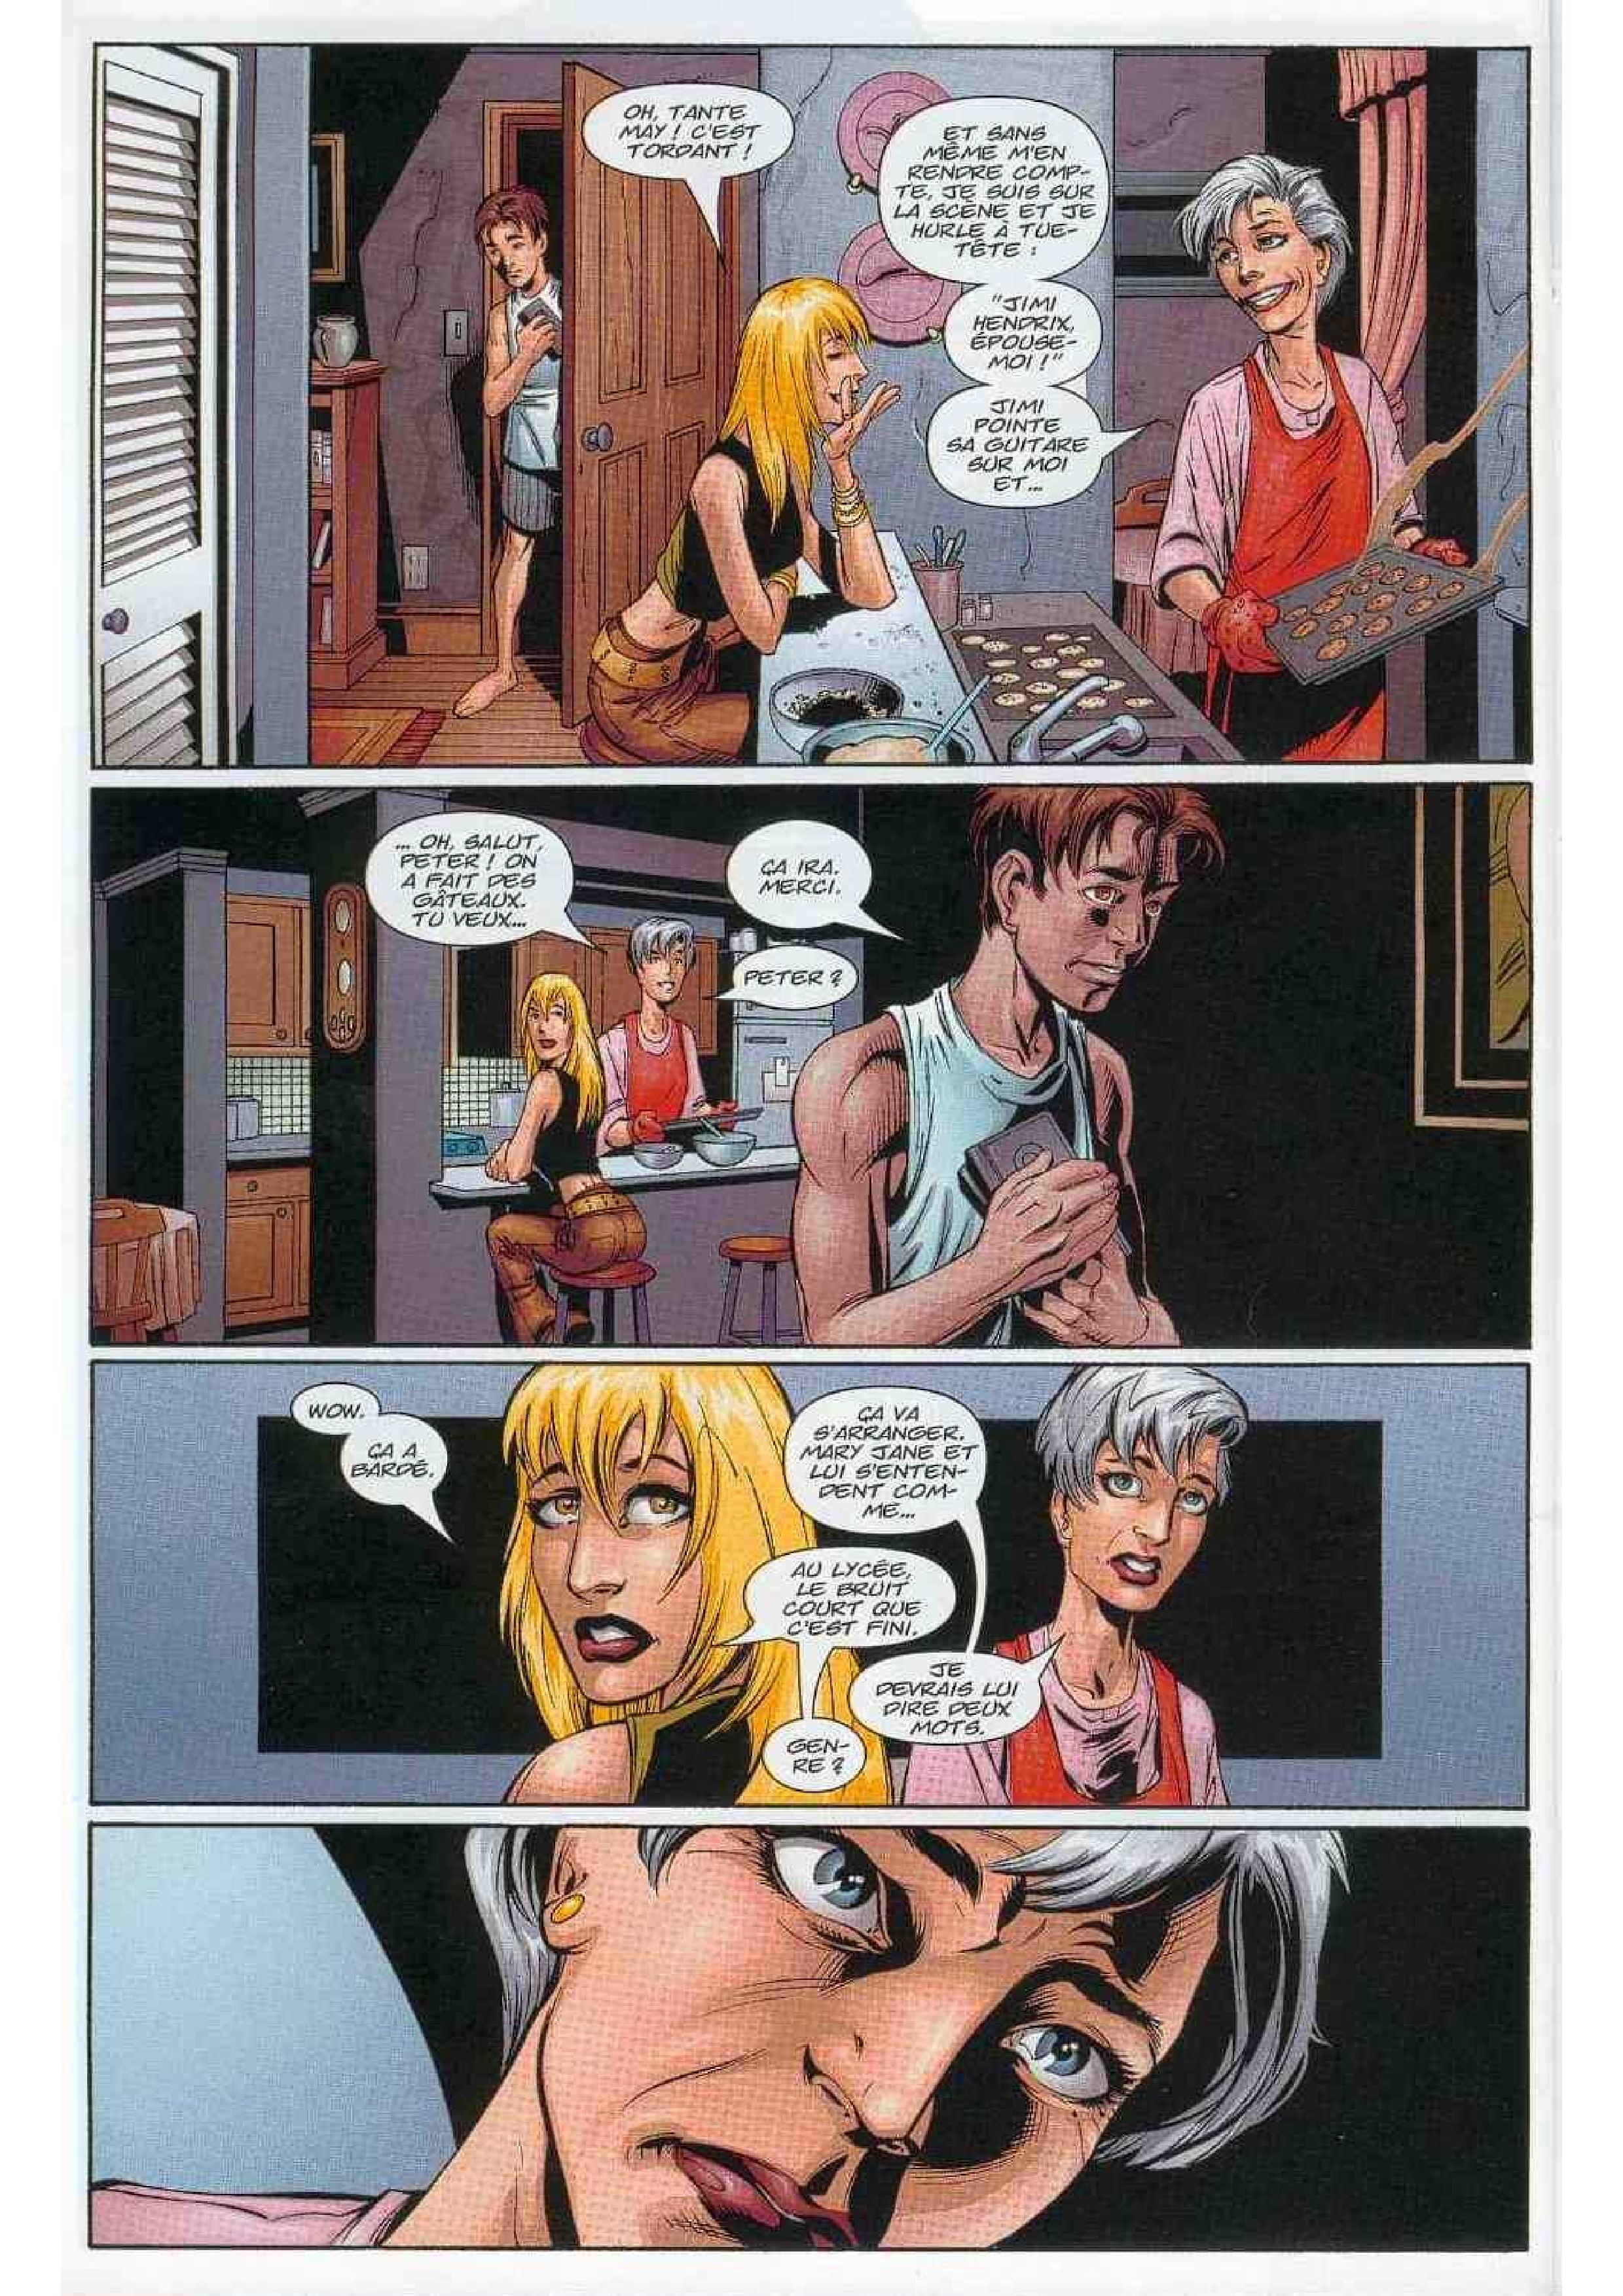 OH, TANTE
MAY ! C'EST
TORDANT !
ET SANS
MÊME M'EN
RENDRE COMP-
TE, JE SUIS SUR
LA SCÈNE ET JE
HURLE À TUE-
TÊTE :
"JIMI
HENDRIX,
ÉPOUSE-
MOI !"
JIMI
POINTE
SA GUITARE
SUR MOI
ET...
... OH, SALUT,
PETER ! ON
A FAIT DES
GÂTEAUX.
TU VEUX...
ÇA IRA.
MERCI.
PETER ?
WOW.
ÇA A
BARDÉ.
ÇA VA
S'ARRANGER.
MARY JANE ET
LUI S'ENTEN-
DENT COM-
ME...
AU LYCÉE,
LE BRUIT
COURT QUE
C'EST FINI.
JE
DEVRAIS LUI
DIRE DEUX
MOTS.
GEN-
RE ?